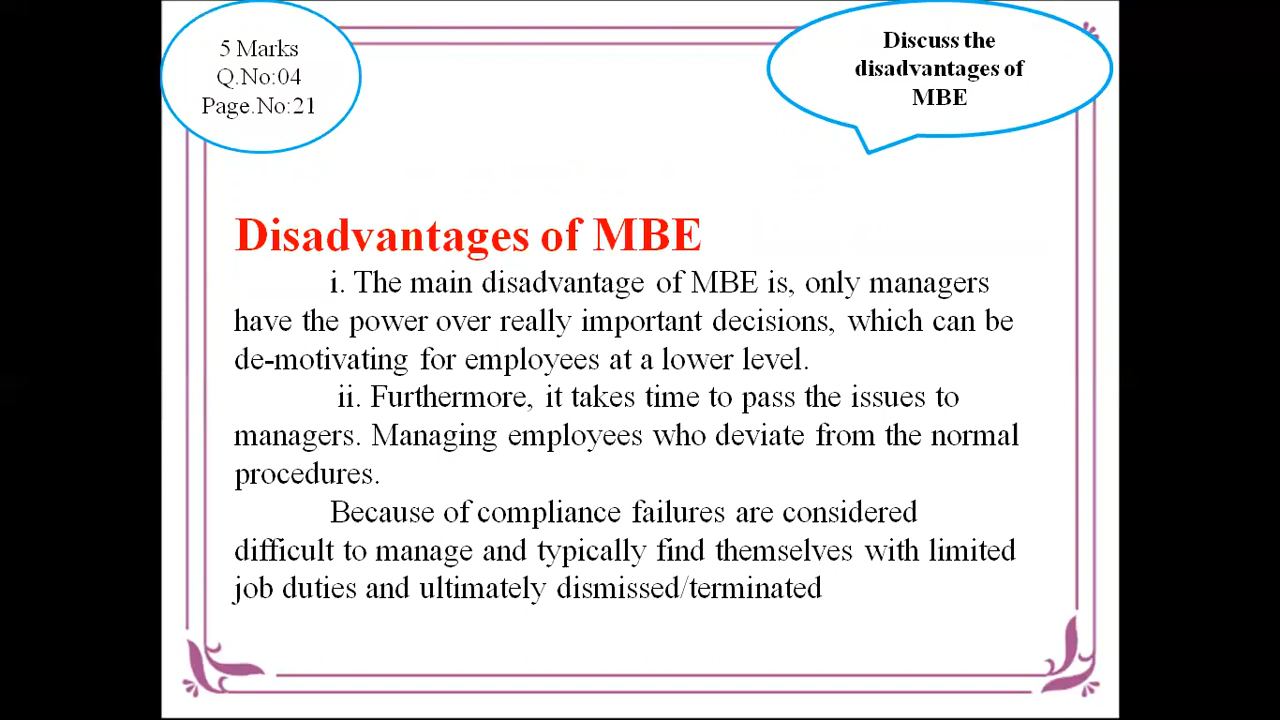 5 Marks
Q.No:04
Page.No:21
Discuss the
disadvantages of
MBE
Disadvantages of MBE
i. The main disadvantage of MBE is, only managers
have the power over really important decisions, which can be
de-motivating for employees at a lower level.
ii. Furthermore, it takes time to pass the issues to
managers. Managing employees who deviate from the normal
procedures.
Because of compliance failures are considered
difficult to manage and typically find themselves with limited
job duties and ultimately dismissed/terminated